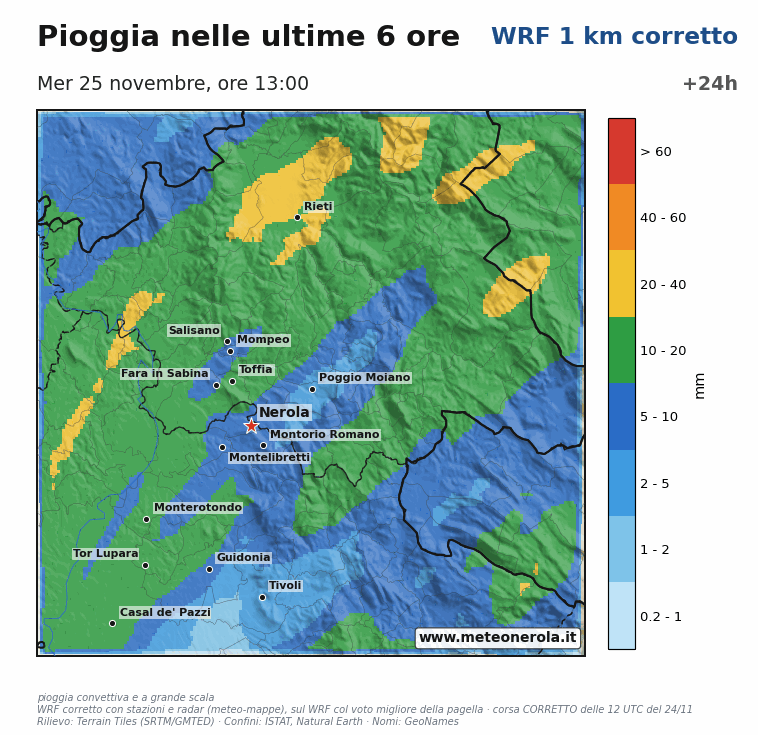 Pioggia nelle ultime 6 ore
WRF 1 km corretto
Mer 25 novembre, ore 13:00
+24h
Rieti
Salisano
Mompeo
Fara in Sabina
Toffia
Poggio Moiano
Nerola
Montorio Romano
Montelibretti
Monterotondo
Tor Lupara
Guidonia
Tivoli
Casal de' Pazzi
www.meteonerola.it
> 60
40 - 60
20 - 40
10 - 20
5 - 10
2 - 5
1 - 2
0.2 - 1
mm
pioggia convettiva e a grande scala
WRF corretto con stazioni e radar (meteo-mappe), sul WRF col voto migliore della pagella · corsa CORRETTO delle 12 UTC del 24/11
Rilievo: Terrain Tiles (SRTM/GMTED) · Confini: ISTAT, Natural Earth · Nomi: GeoNames